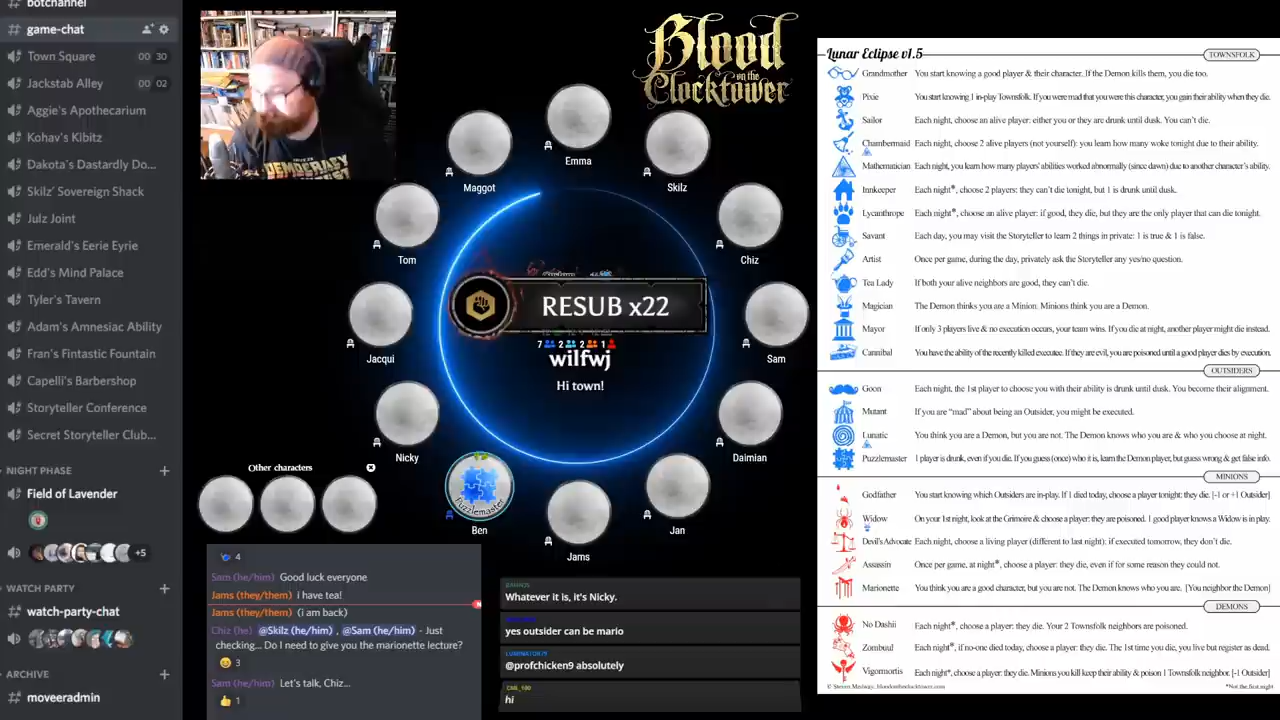 botchannel
game-chat
Town Square
00 30
Potion Alley
02
Adam's Amnesiac Ability
Dakota's Dastardly Do...
Skilz' Sovereign Shack
Julz Joint
Emerald's Eerie Eyrie
Edd's Mind Palace
Tyler's Tavern
Fran's Fintastic Fountain
Capelli's Barbershop
Storyteller Conference
Secret Storyteller Club...
NIGHT PHASE
Field of Lavender
+5
WATCH PARTY
watch-party-chat
ARCHIVE
moveeradmin
DEMOCRACY
Blood
on the
Clocktower
Emma
Maggot
Skilz
Tom
Chiz
Jacqui
Sam
Nicky
Daimian
Ben
Jan
Jams
Puzzlemaster
RESUB x22
7 2 2 1
wilfwj
Hi town!
Other characters
4
Sam (he/him) Good luck everyone
Jams (they/them) i have tea!
Jams (they/them) (i am back)
Chiz (he) @Skilz (he/him) , @Sam (he/him) - Just
checking... Do I need to give you the marionette lecture?
3
Sam (he/him) Let's talk, Chiz...
1
Whatever it is, it's Nicky.
yes outsider can be mario
@profchicken9 absolutely
hi
Lunar Eclipse v1.5
TOWNSFOLK
Grandmother You start knowing a good player & their character. If the Demon kills them, you die too.
Pixie You start knowing 1 in-play Townsfolk. If you were mad that you were this character, you gain their ability when they die.
Sailor Each night, choose an alive player: either you or they are drunk until dusk. You can't die.
Chambermaid Each night, choose 2 alive players (not yourself): you learn how many woke tonight due to their ability.
Mathematician Each night, you learn how many players' abilities worked abnormally (since dawn) due to another character's ability.
Innkeeper Each night*, choose 2 players: they can't die tonight, but 1 is drunk until dusk.
Lycanthrope Each night*, choose an alive player: if good, they die, but they are the only player that can die tonight.
Savant Each day, you may visit the Storyteller to learn 2 things in private: 1 is true & 1 is false.
Artist Once per game, during the day, privately ask the Storyteller any yes/no question.
Tea Lady If both your alive neighbors are good, they can't die.
Magician The Demon thinks you are a Minion. Minions think you are a Demon.
Mayor If only 3 players live & no execution occurs, your team wins. If you die at night, another player might die instead.
Cannibal You have the ability of the recently killed executee. If they are evil, you are poisoned until a good player dies by execution.
OUTSIDERS
Goon Each night, the 1st player to choose you with their ability is drunk until dusk. You become their alignment.
Mutant If you are "mad" about being an Outsider, you might be executed.
Lunatic You think you are a Demon, but you are not. The Demon knows who you are & who you choose at night.
Puzzlemaster 1 player is drunk, even if you die. If you guess (once) who it is, learn the Demon player, but guess wrong & get false info.
MINIONS
Godfather You start knowing which Outsiders are in-play. If 1 died today, choose a player tonight: they die. [-1 or +1 Outsider]
Widow On your 1st night, look at the Grimoire & choose a player: they are poisoned. 1 good player knows a Widow is in play.
Devil's Advocate Each night, choose a living player (different to last night): if executed tomorrow, they don't die.
Assassin Once per game, at night*, choose a player: they die, even if for some reason they could not.
Marionette You think you are a good character, but you are not. The Demon knows who you are. [You neighbor the Demon]
DEMONS
No Dashii Each night*, choose a player: they die. Your 2 Townsfolk neighbors are poisoned.
Zombuul Each night*, if no-one died today, choose a player: they die. The 1st time you die, you live but register as dead.
Vigormortis Each night*, choose a player: they die. Minions you kill keep their ability & poison 1 Townsfolk neighbor. [-1 Outsider]
© Steven Medway, bloodontheclocktower.com
*Not the first night